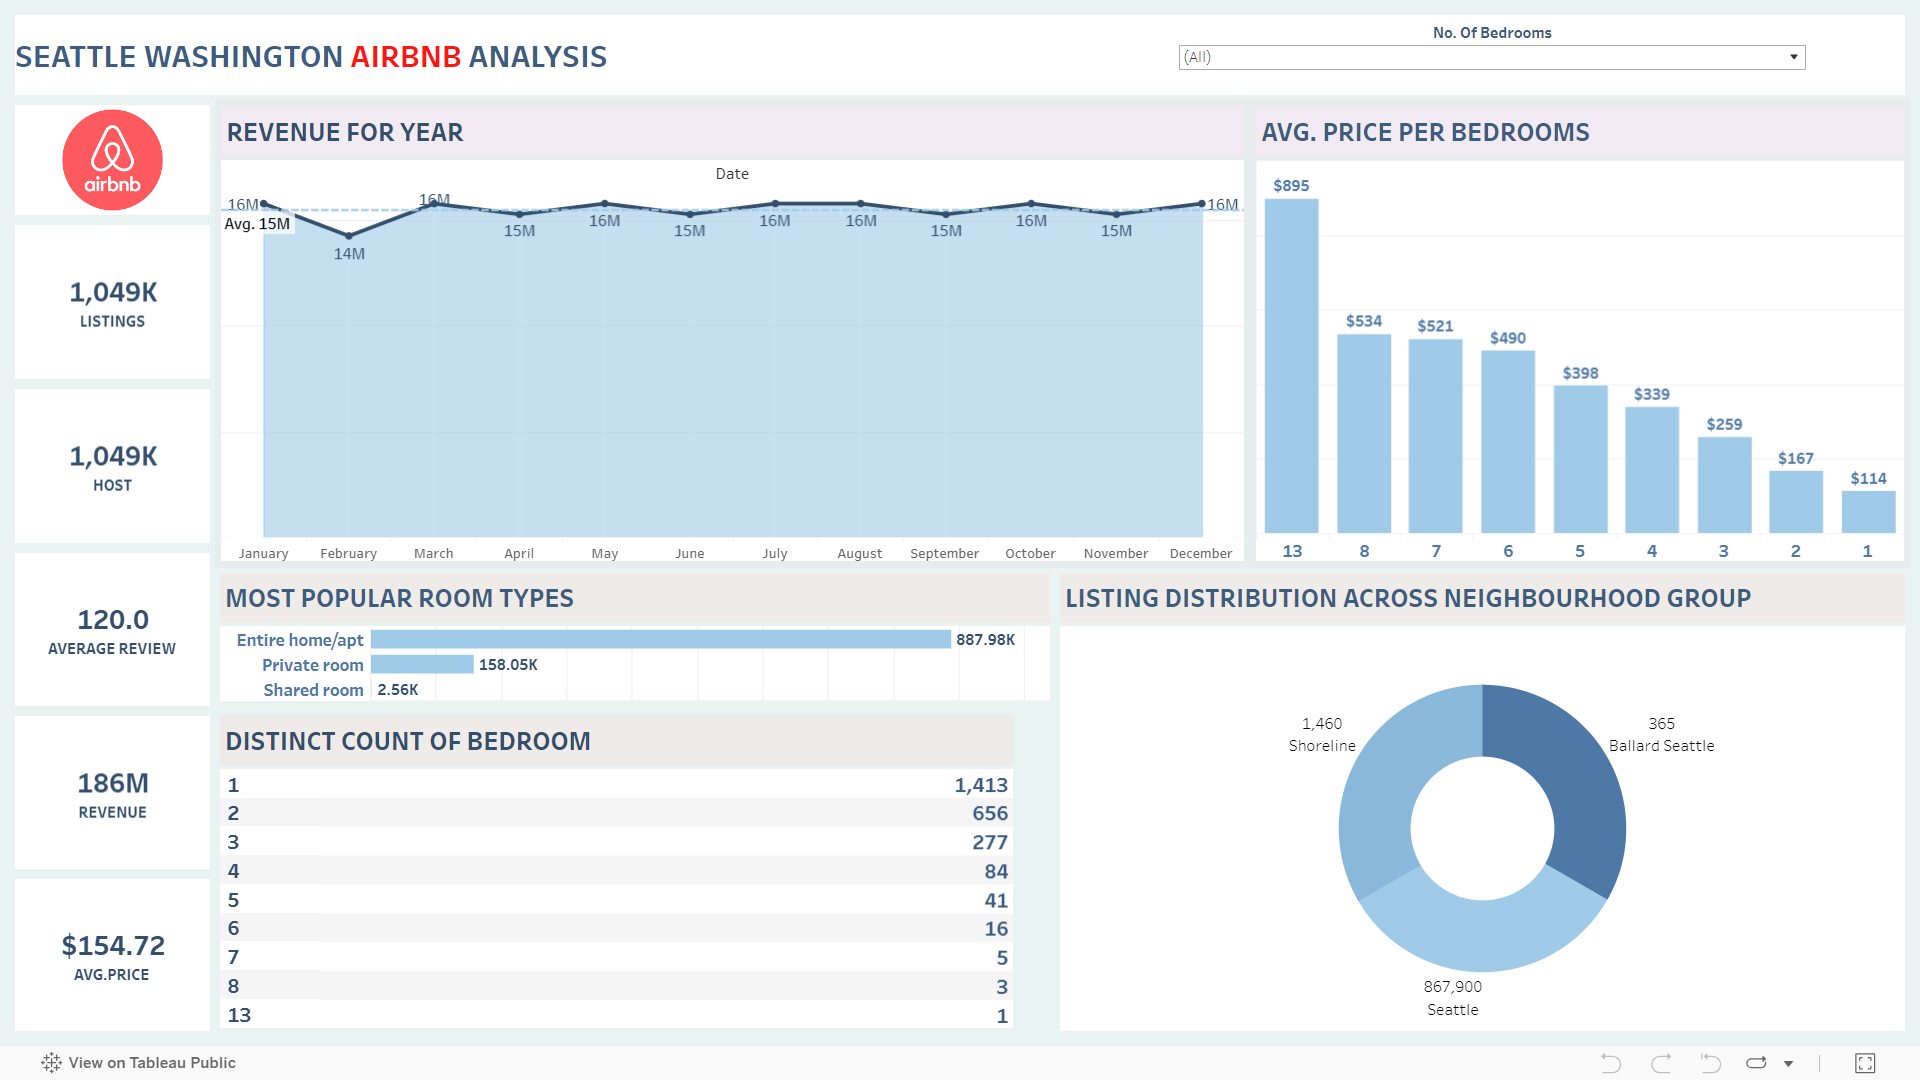 SEATTLE WASHINGTON AIRBNB ANALYSIS
No. Of Bedrooms
(All)
airbnb
1,049K
LISTINGS
1,049K
HOST
120.0
AVERAGE REVIEW
186M
REVENUE
$154.72
AVG.PRICE
REVENUE FOR YEAR
Date
16M
Avg. 15M
14M
16M
15M
16M
15M
16M
16M
15M
16M
15M
16M
January February March April May June July August September October November December
AVG. PRICE PER BEDROOMS
$895
$534
$521
$490
$398
$339
$259
$167
$114
13 8 7 6 5 4 3 2 1
MOST POPULAR ROOM TYPES
Entire home/apt 887.98K
Private room 158.05K
Shared room 2.56K
DISTINCT COUNT OF BEDROOM
1 1,413
2 656
3 277
4 84
5 41
6 16
7 5
8 3
13 1
LISTING DISTRIBUTION ACROSS NEIGHBOURHOOD GROUP
1,460
Shoreline
365
Ballard Seattle
867,900
Seattle
View on Tableau Public